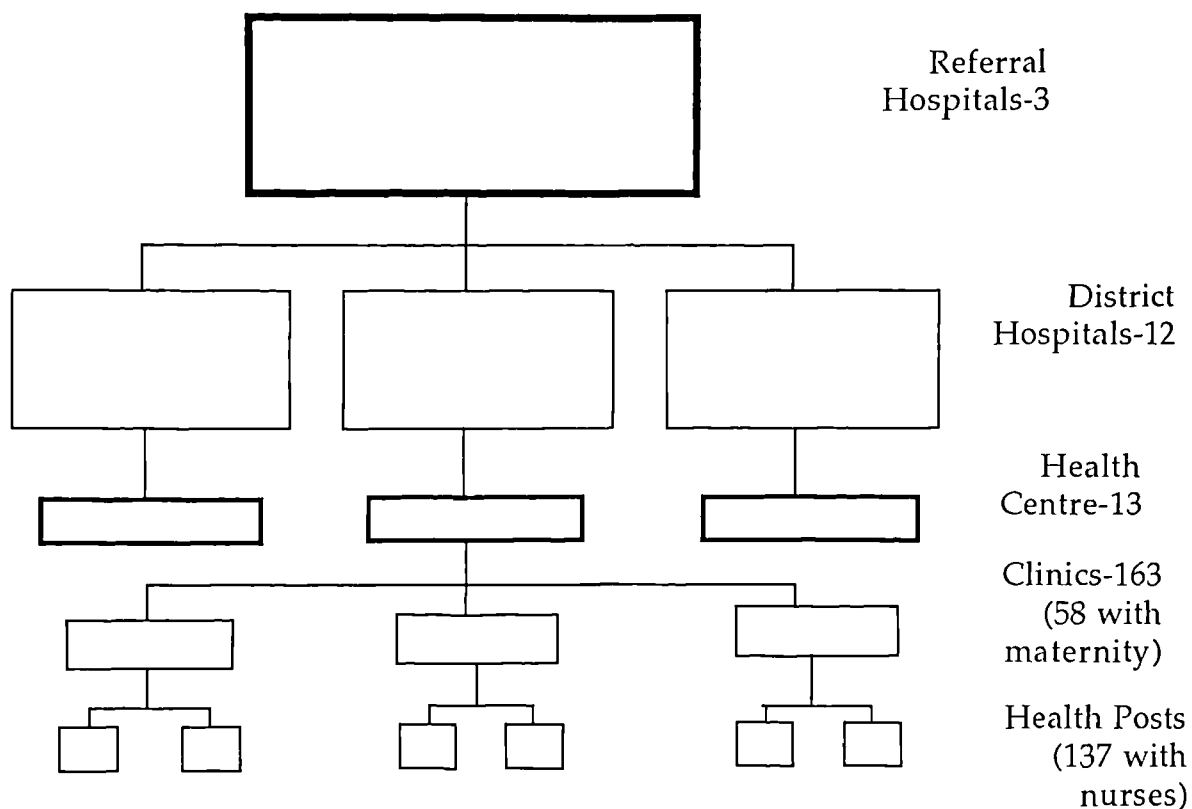 Referral
Hospitals-3
District
Hospitals-12
Health
Centre-13
Clinics-163
(58 with
maternity)
Health Posts
(137 with
nurses)